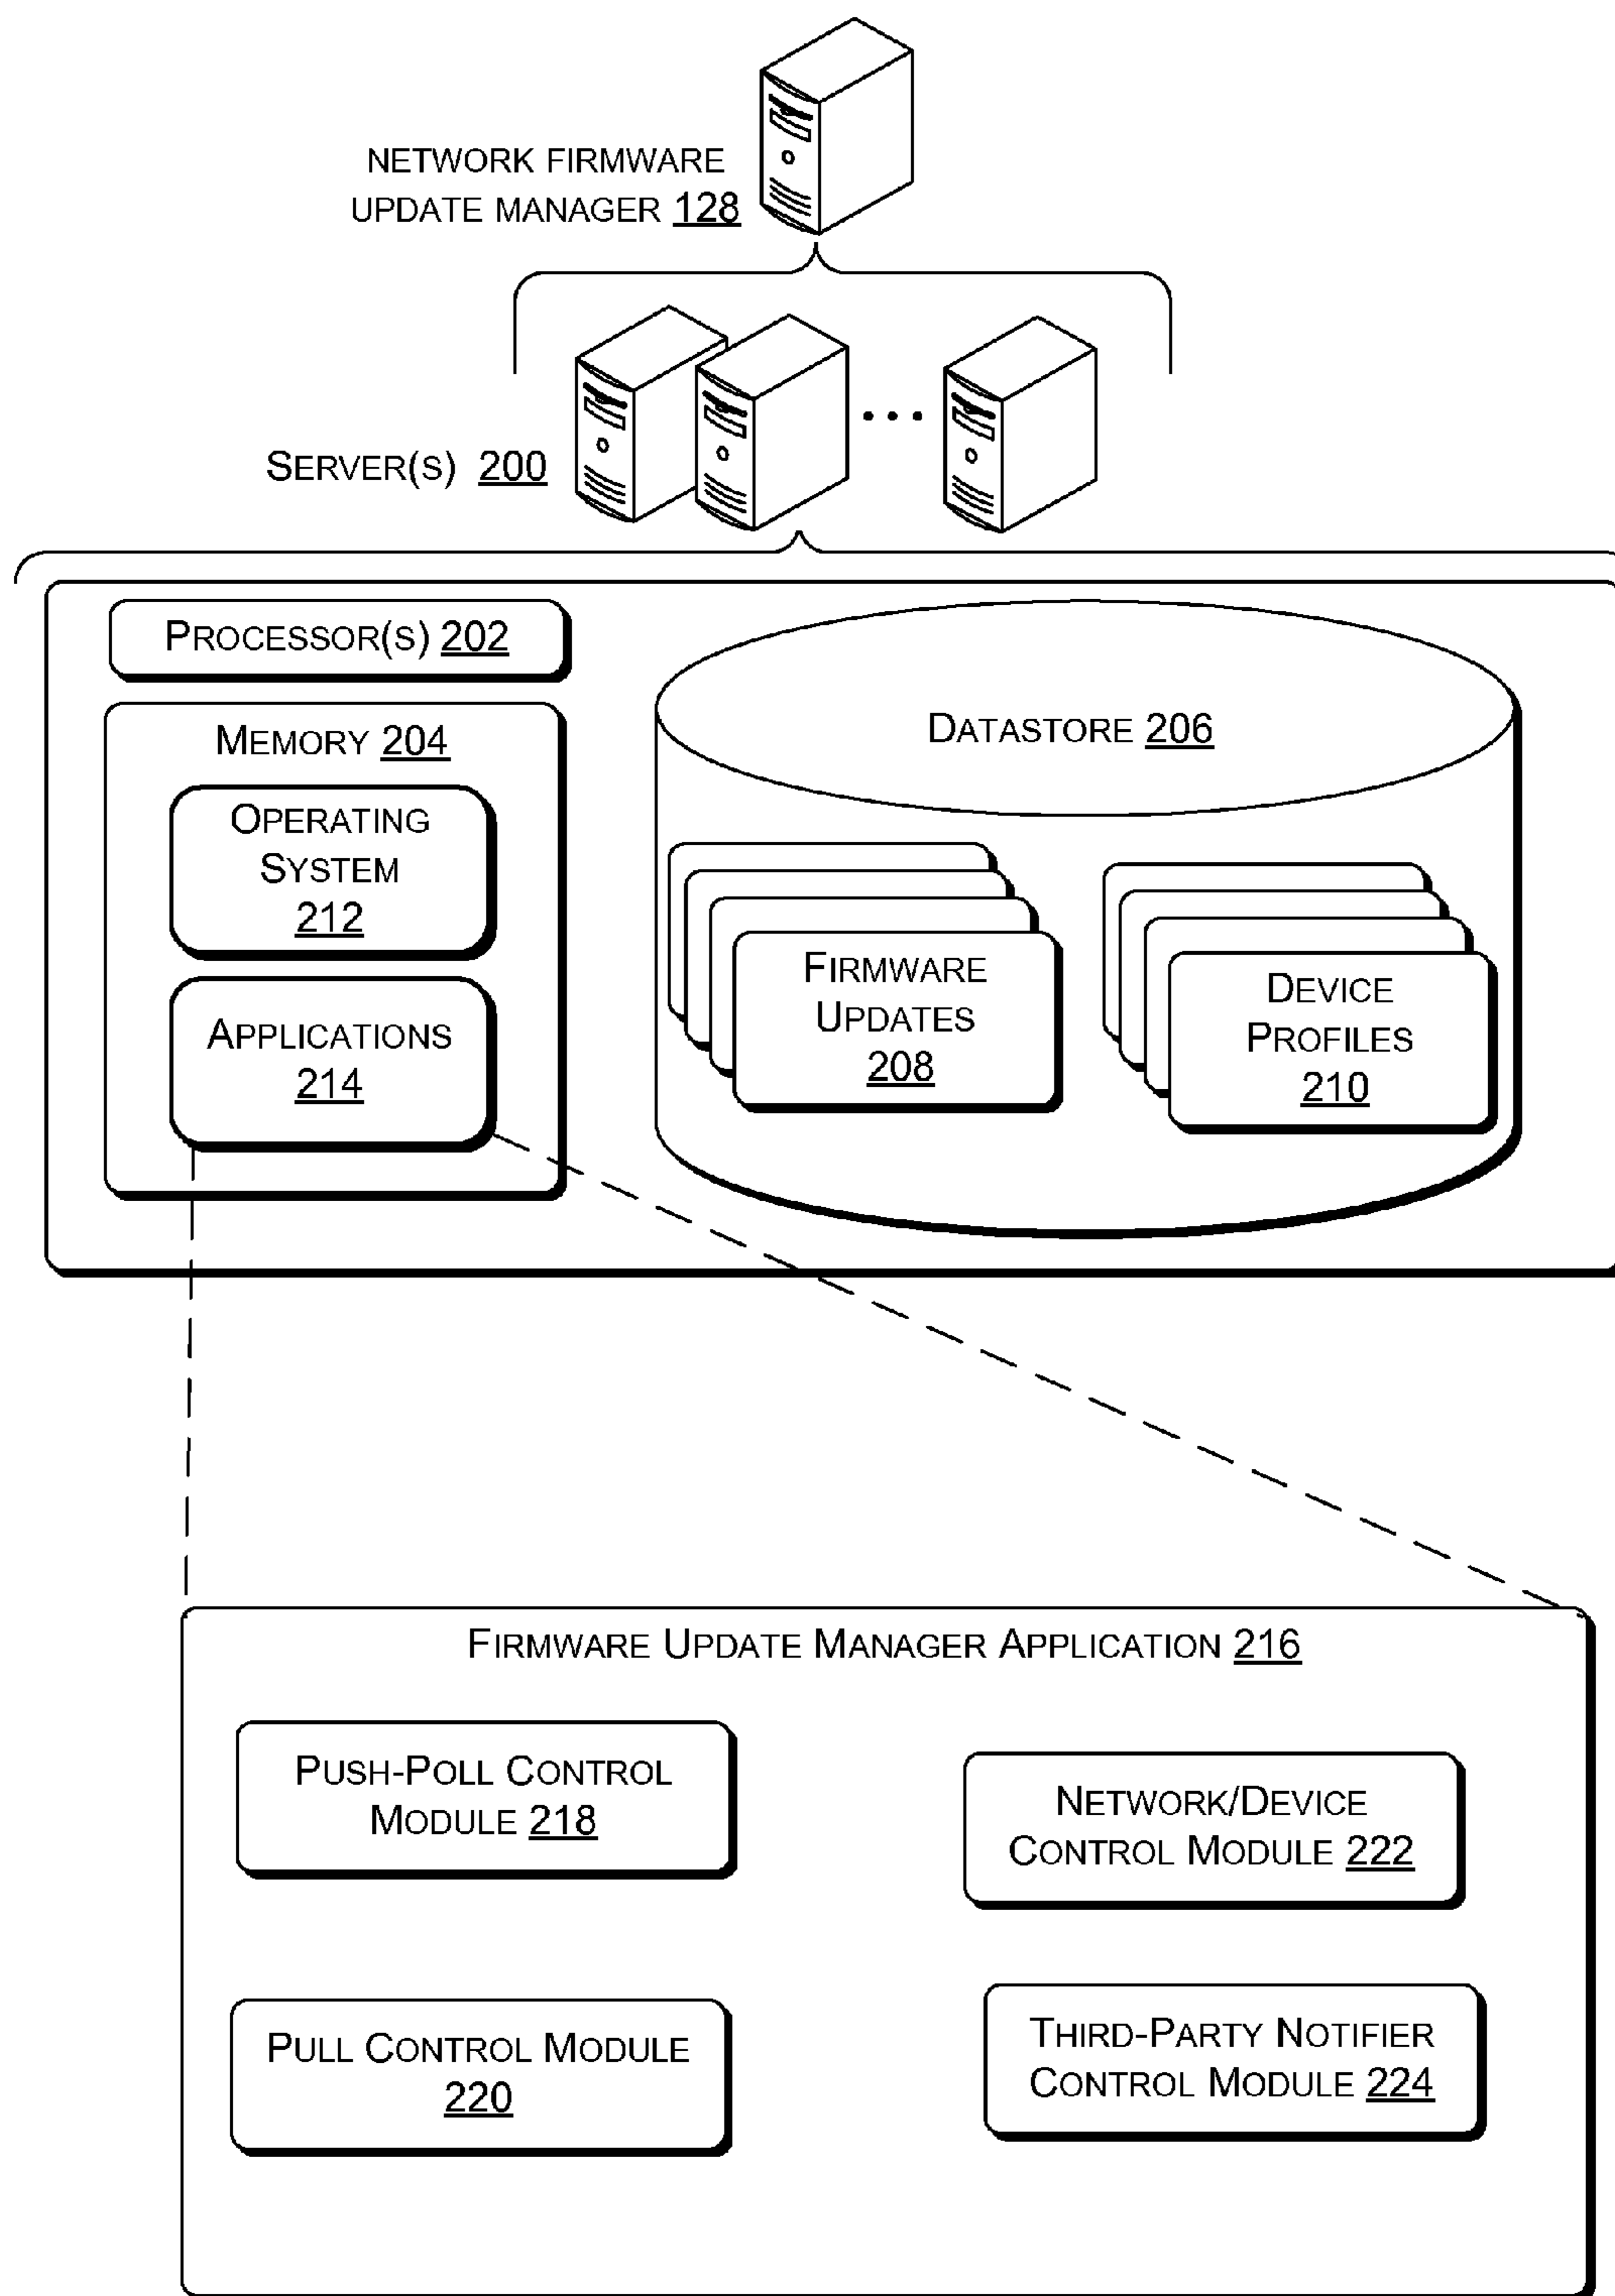 NETWORK FIRMWARE
UPDATE MANAGER 128
SERVER(S) 200
PROCESSOR(S) 202
MEMORY 204
OPERATING
SYSTEM
212
APPLICATIONS
214
DATASTORE 206
FIRMWARE
UPDATES
208
DEVICE
PROFILES
210
FIRMWARE UPDATE MANAGER APPLICATION 216
PUSH-POLL CONTROL
MODULE 218
NETWORK/DEVICE
CONTROL MODULE 222
PULL CONTROL MODULE
220
THIRD-PARTY NOTIFIER
CONTROL MODULE 224